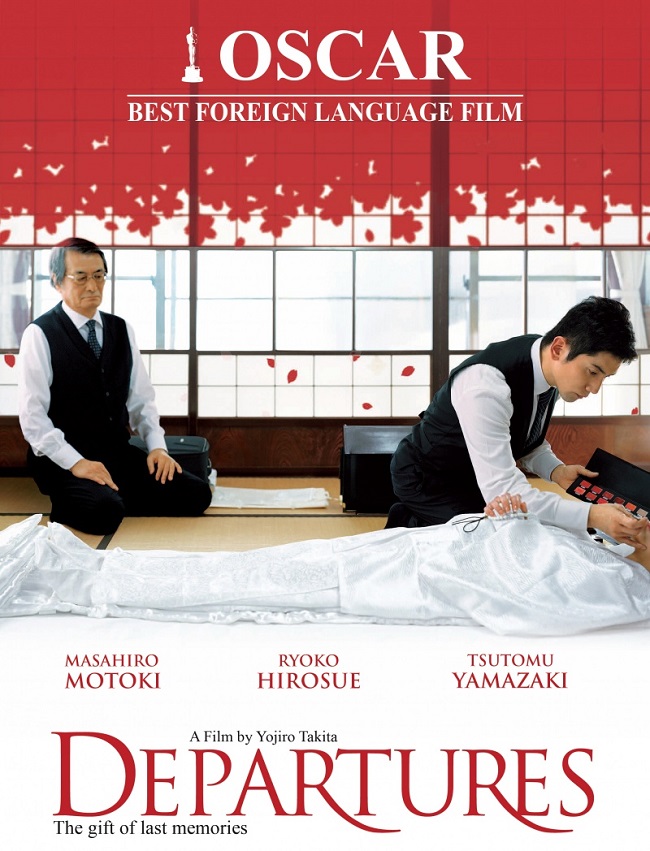 OSCAR
BEST FOREIGN LANGUAGE FILM
MASAHIRO
MOTOKI
RYOKO
HIROSUE
TSUTOMU
YAMAZAKI
A Film by Yojiro Takita
DEPARTURES
The gift of last memories